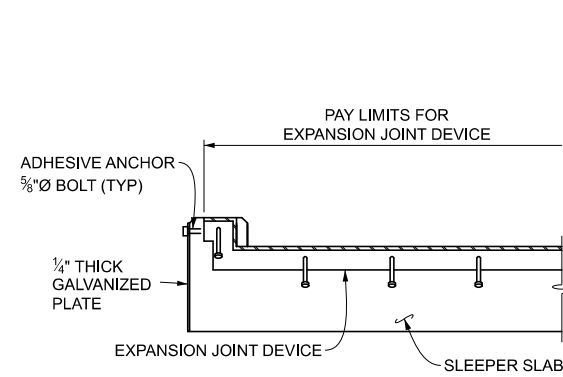 PAY LIMITS FOR
EXPANSION JOINT DEVICE
ADHESIVE ANCHOR
⅝"Ø BOLT (TYP)
¼" THICK
GALVANIZED
PLATE
EXPANSION JOINT DEVICE
SLEEPER SLAB